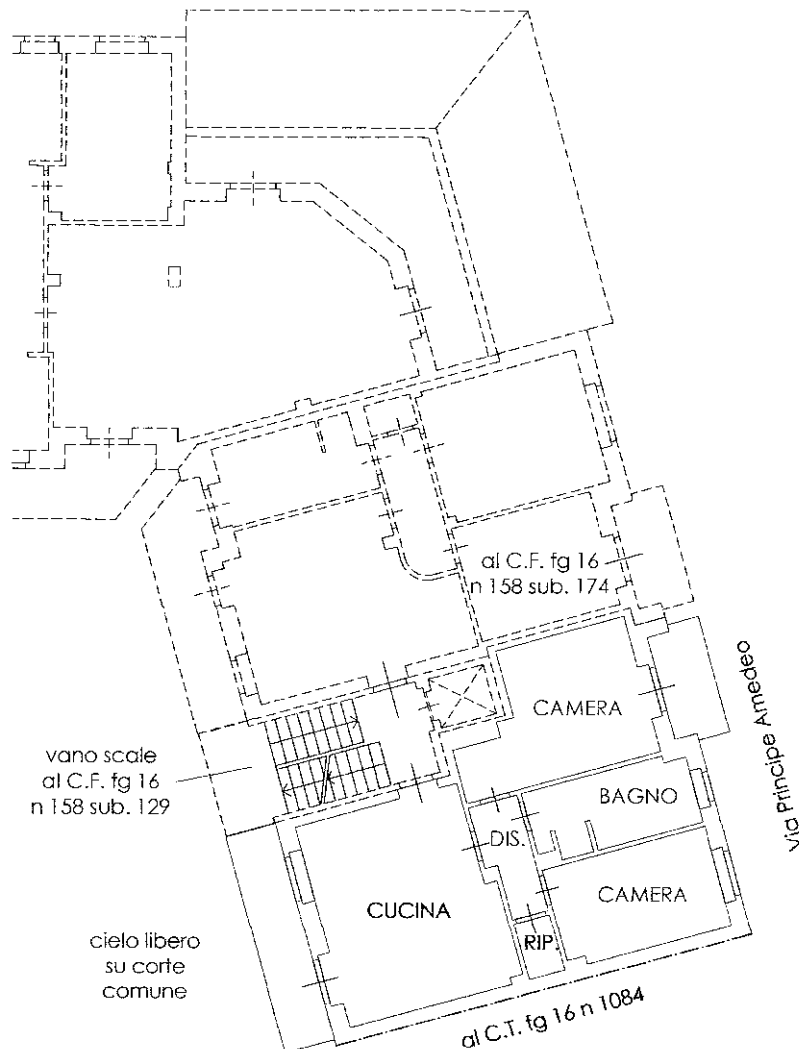 al C.F. fg 16
n 158 sub. 174
CAMERA
Via Principe Amedeo
vano scale
al C.F. fg 16
n 158 sub. 129
BAGNO
DIS.
CAMERA
CUCINA
RIP.
cielo libero
su corte
comune
al C.T. fg 16 n 1084